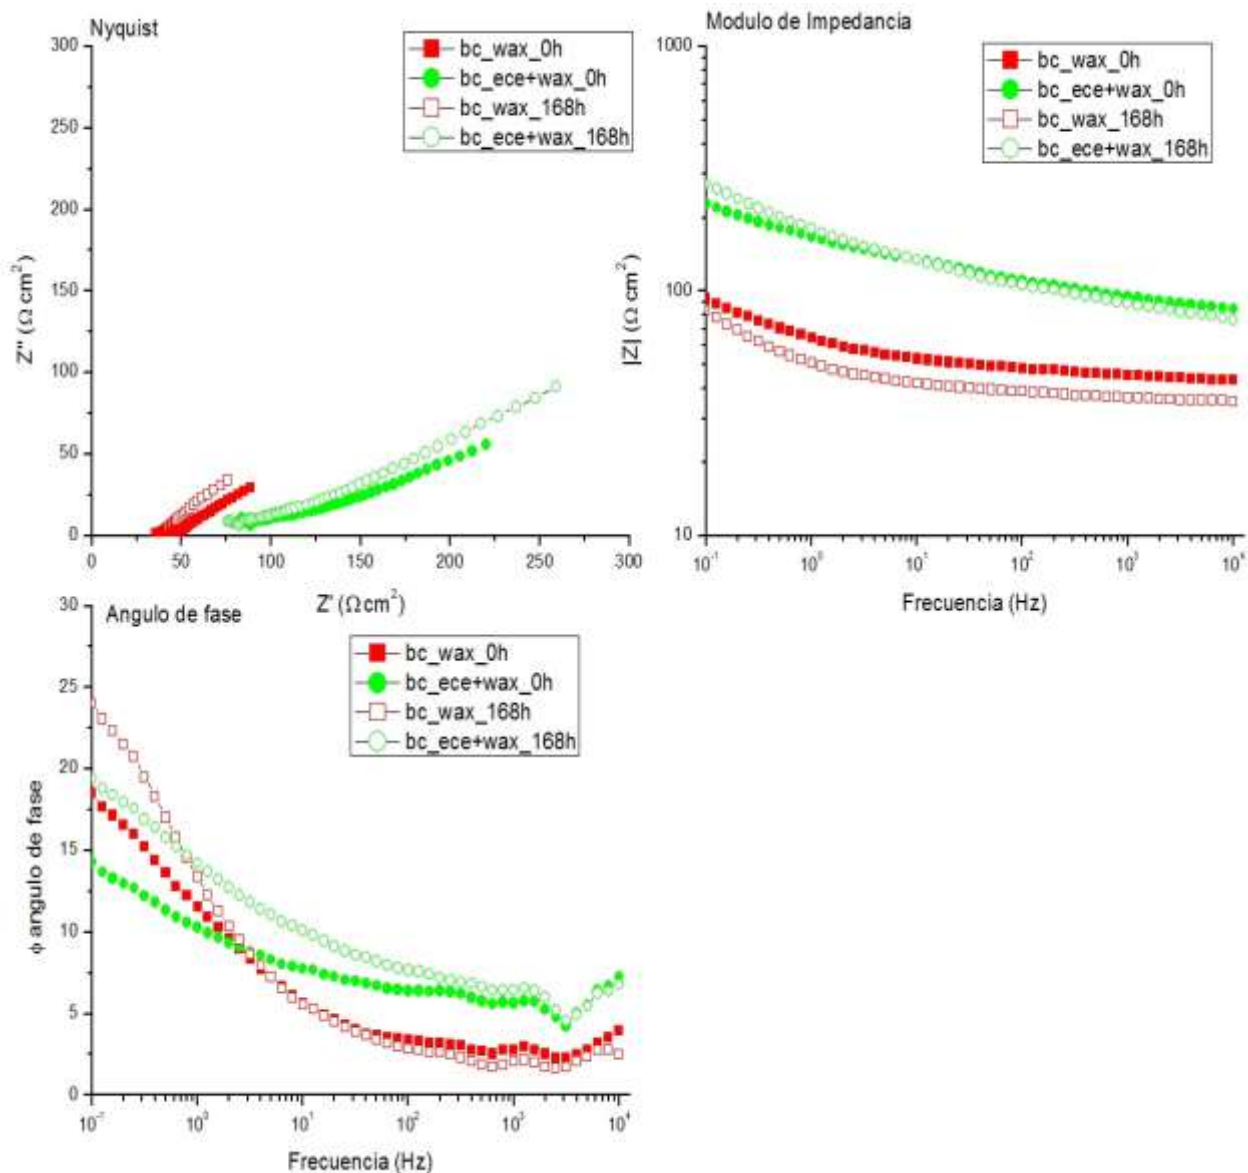 Nyquist
300
250
200
150
100
50
0
Z'' (Ω cm²)
0 50 100 150 200 250 300
Z' (Ω cm²)
bc_wax_0h
bc_ece+wax_0h
bc_wax_168h
bc_ece+wax_168h
Modulo de Impedancia
1000
100
10
|Z| (Ω cm²)
10⁻¹ 10⁰ 10¹ 10² 10³ 10⁴
Frecuencia (Hz)
bc_wax_0h
bc_ece+wax_0h
bc_wax_168h
bc_ece+wax_168h
Angulo de fase
30
25
20
15
10
5
0
ϕ angulo de fase
10⁻¹ 10⁰ 10¹ 10² 10³ 10⁴
Frecuencia (Hz)
bc_wax_0h
bc_ece+wax_0h
bc_wax_168h
bc_ece+wax_168h